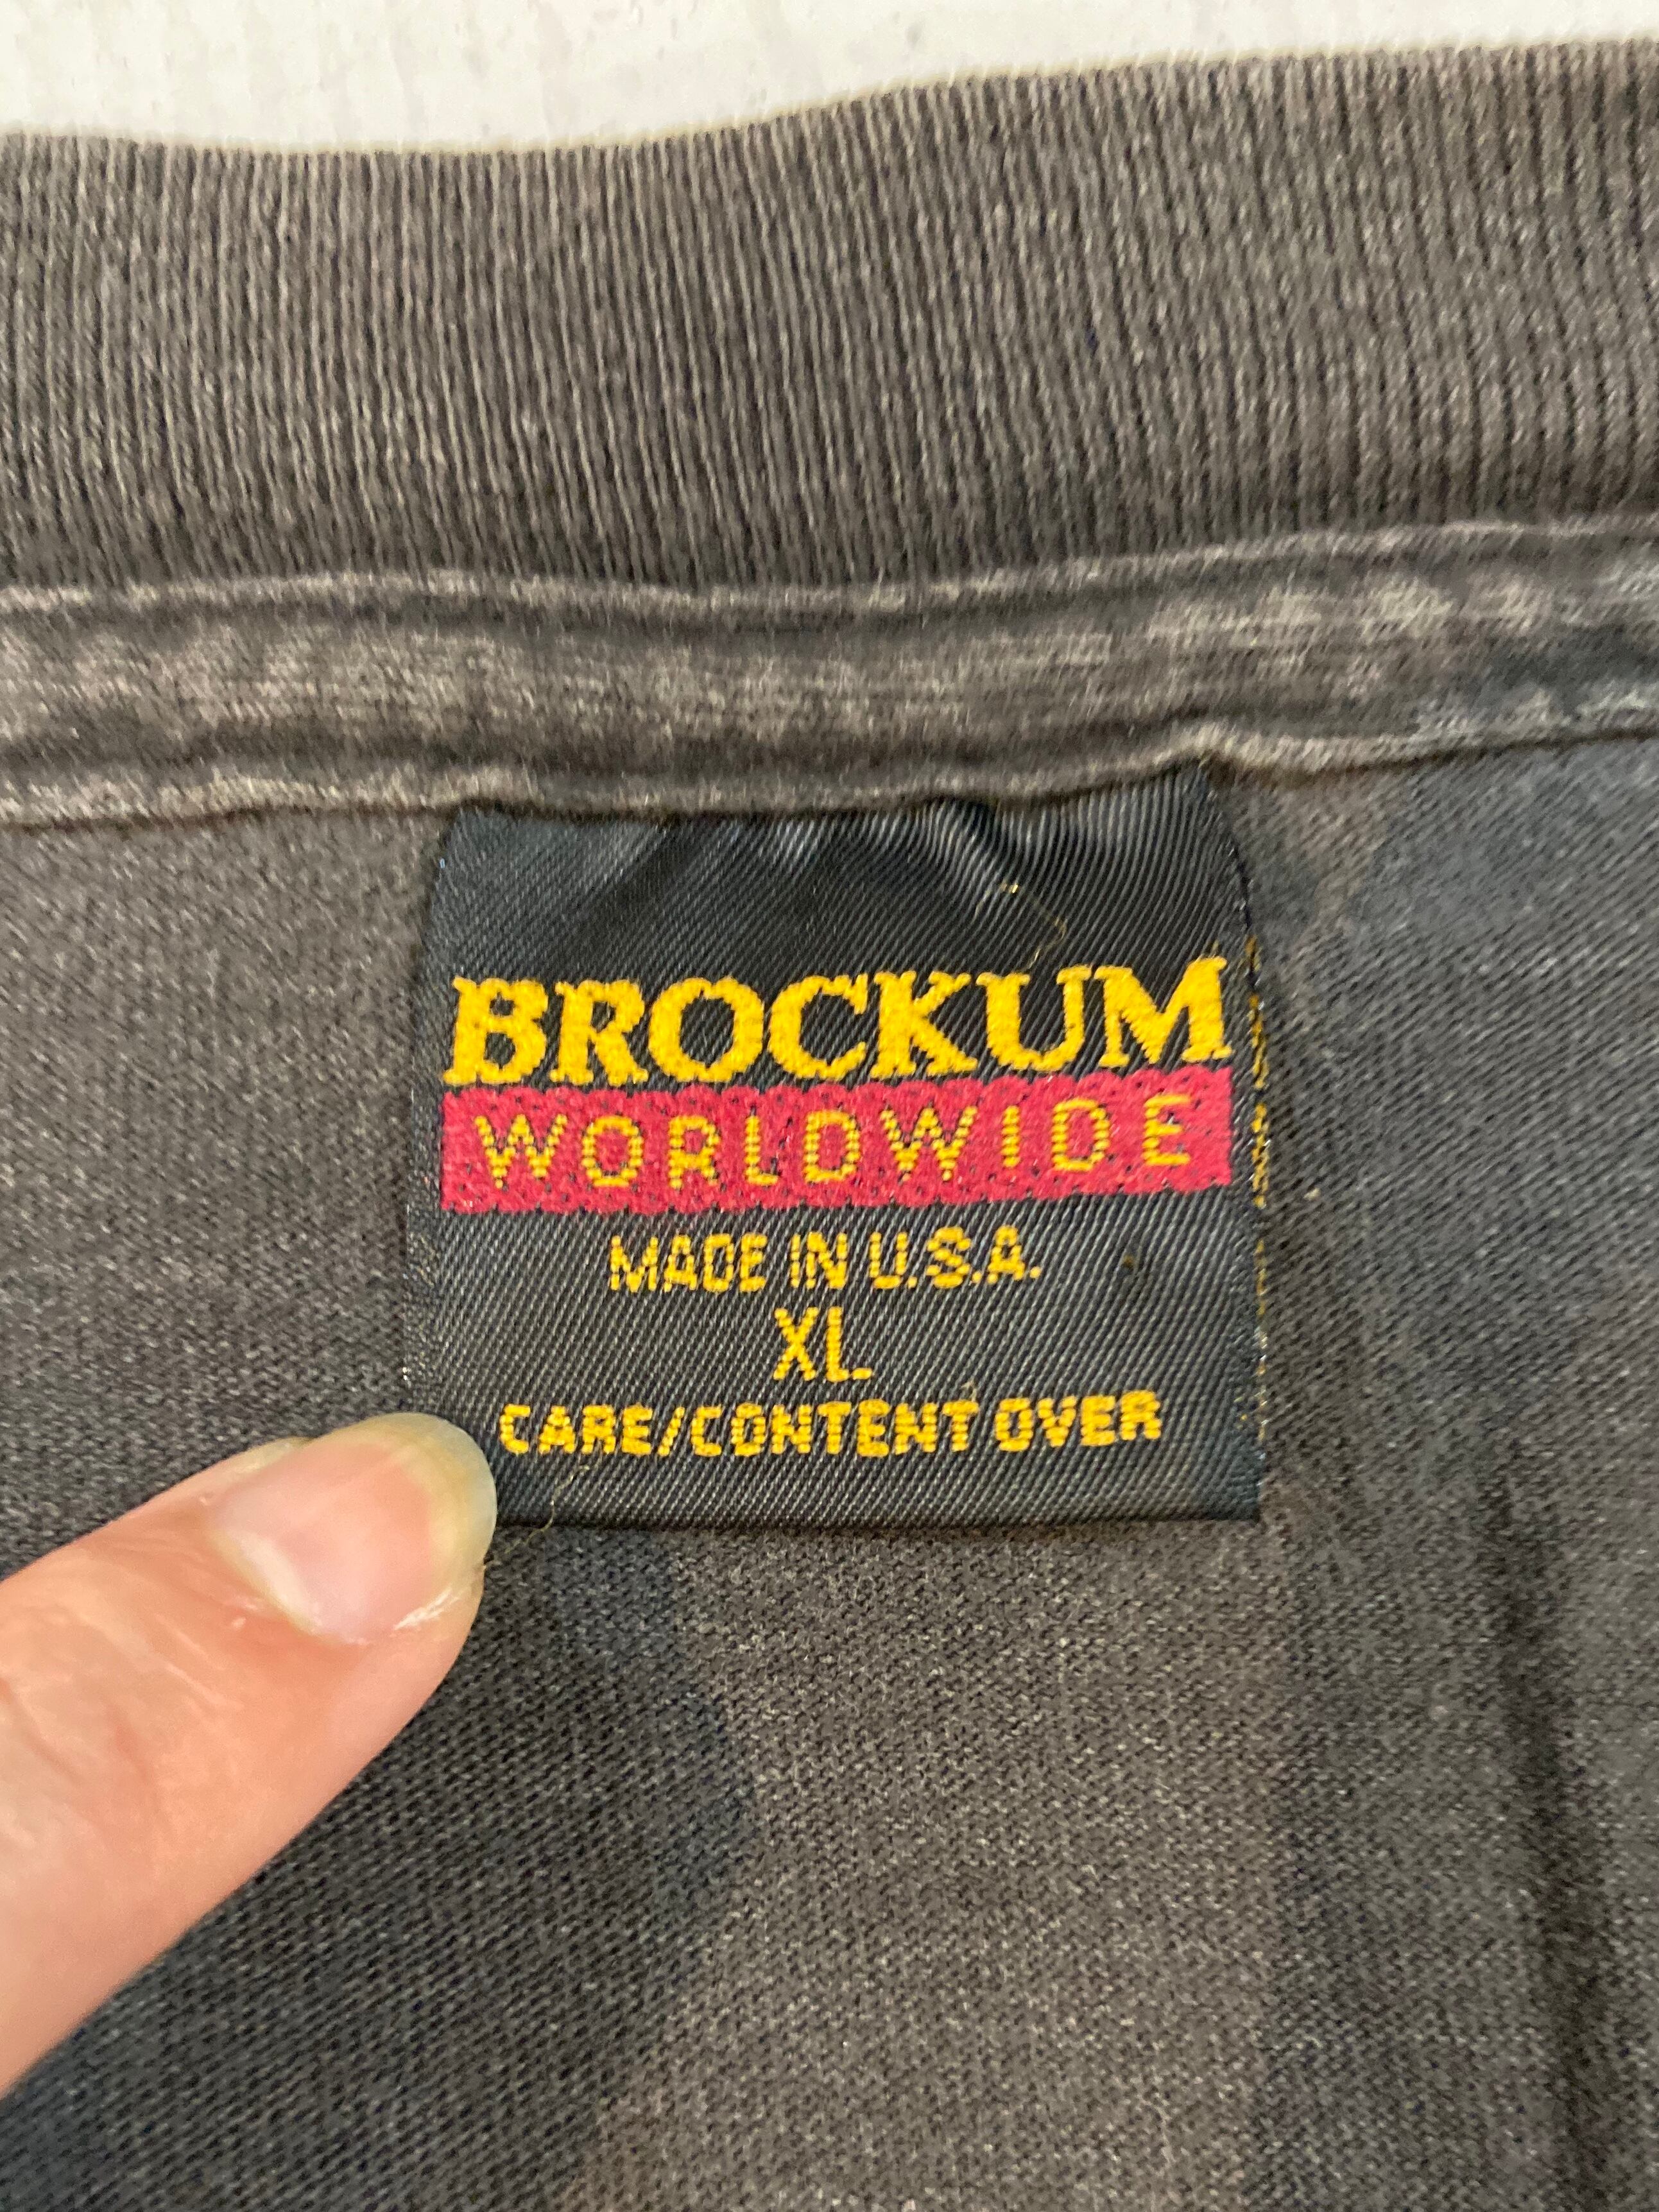 BROCKUM
WORLDWIDE
MADE IN U.S.A.
XL
CARE/CONTENT OVER